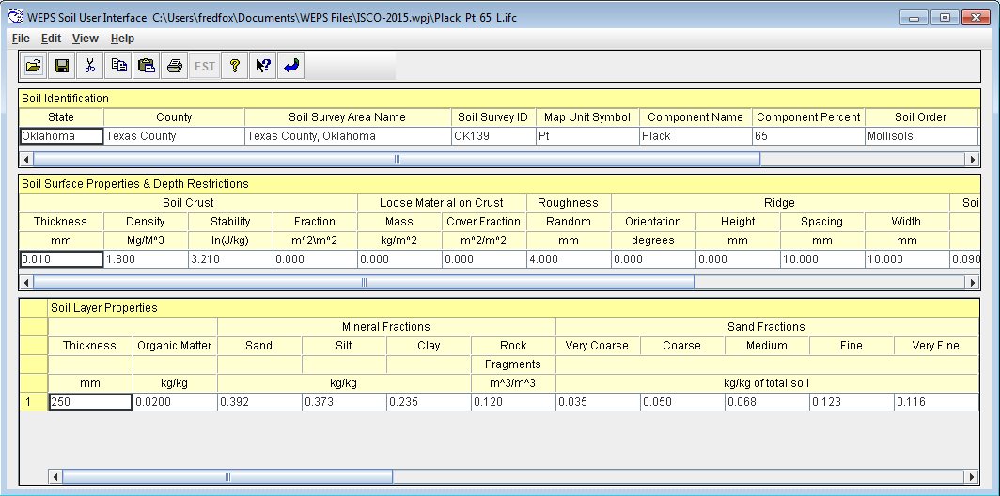 WEPS Soil User Interface C:\Users\fredfox\Documents\WEPS Files\ISCO-2015.wpj\Plack_Pt_65_L.ifc
File Edit View Help
EST
Soil Identification
State County Soil Survey Area Name Soil Survey ID Map Unit Symbol Component Name Component Percent Soil Order
Oklahoma Texas County Texas County, Oklahoma OK139 Pt Plack 65 Mollisols
Soil Surface Properties & Depth Restrictions
Soil Crust Loose Material on Crust Roughness Ridge Soi
Thickness Density Stability Fraction Mass Cover Fraction Random Orientation Height Spacing Width
mm Mg/M^3 ln(J/kg) m^2\m^2 kg/m^2 m^2/m^2 mm degrees mm mm mm
0.010 1.800 3.210 0.000 0.000 0.000 4.000 0.000 0.000 10.000 10.000 0.090
Soil Layer Properties
Mineral Fractions Sand Fractions
Thickness Organic Matter Sand Silt Clay Rock Very Coarse Coarse Medium Fine Very Fine
Fragments
mm kg/kg kg/kg m^3/m^3 kg/kg of total soil
1 250 0.0200 0.392 0.373 0.235 0.120 0.035 0.050 0.068 0.123 0.116